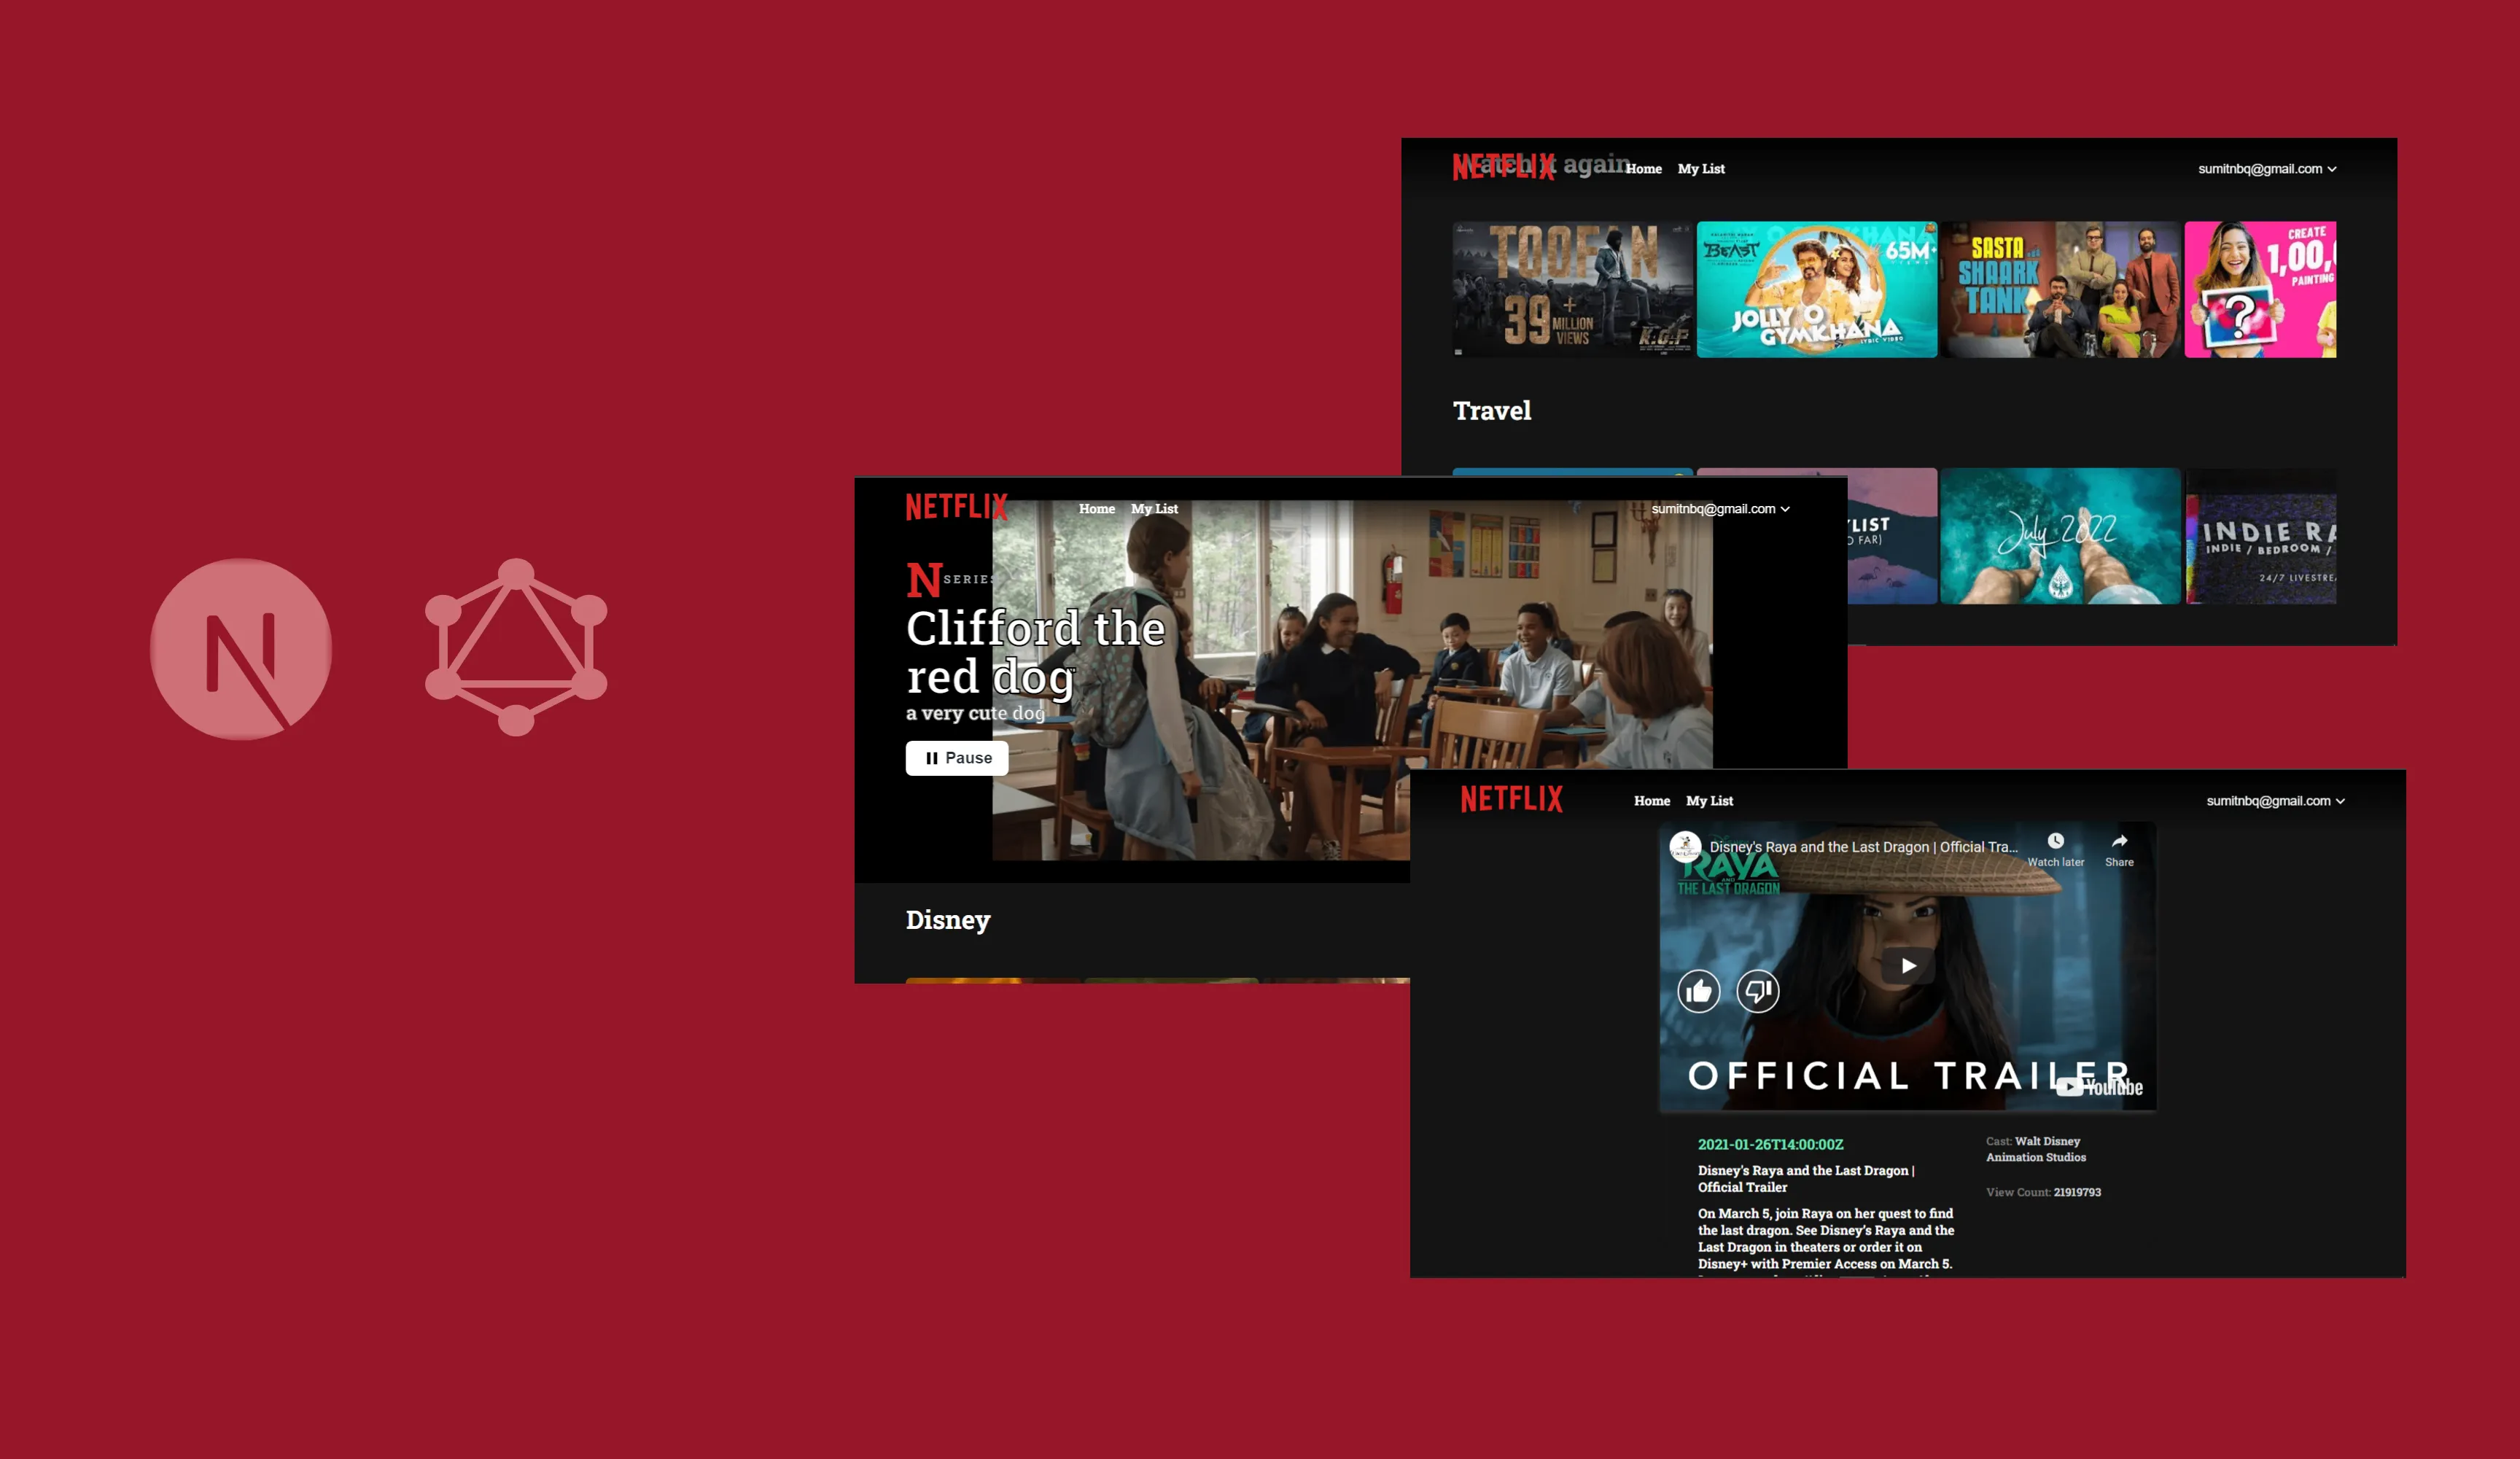 NETFLIX
Watch it again
Home
My List
sumitnbq@gmail.com
TOOFAN
39+
MILLION
VIEWS
K.G.F
BEAST
65M+
JOLLY O
GYMKHANA
LYRIC VIDEO
SASTA
SHAARK
TANK
CREATE
1,00,
PAINTING
?
Travel
LIST
O FAR)
July 2022
INDIE RA
INDIE / BEDROOM /
24/7 LIVESTREA
N
NETFLIX
Home
My List
sumitnbq@gmail.com
N SERIES
Clifford the
red dog
a very cute dog
Pause
Disney
NETFLIX
Home
My List
sumitnbq@gmail.com
Disney's Raya and the Last Dragon | Official Tra...
Watch later
Share
RAYA
AND
THE LAST DRAGON
OFFICIAL TRAILER
YouTube
2021-01-26T14:00:00Z
Disney's Raya and the Last Dragon |
Official Trailer
On March 5, join Raya on her quest to find
the last dragon. See Disney's Raya and the
Last Dragon in theaters or order it on
Disney+ with Premier Access on March 5.
Cast: Walt Disney
Animation Studios
View Count: 21919793